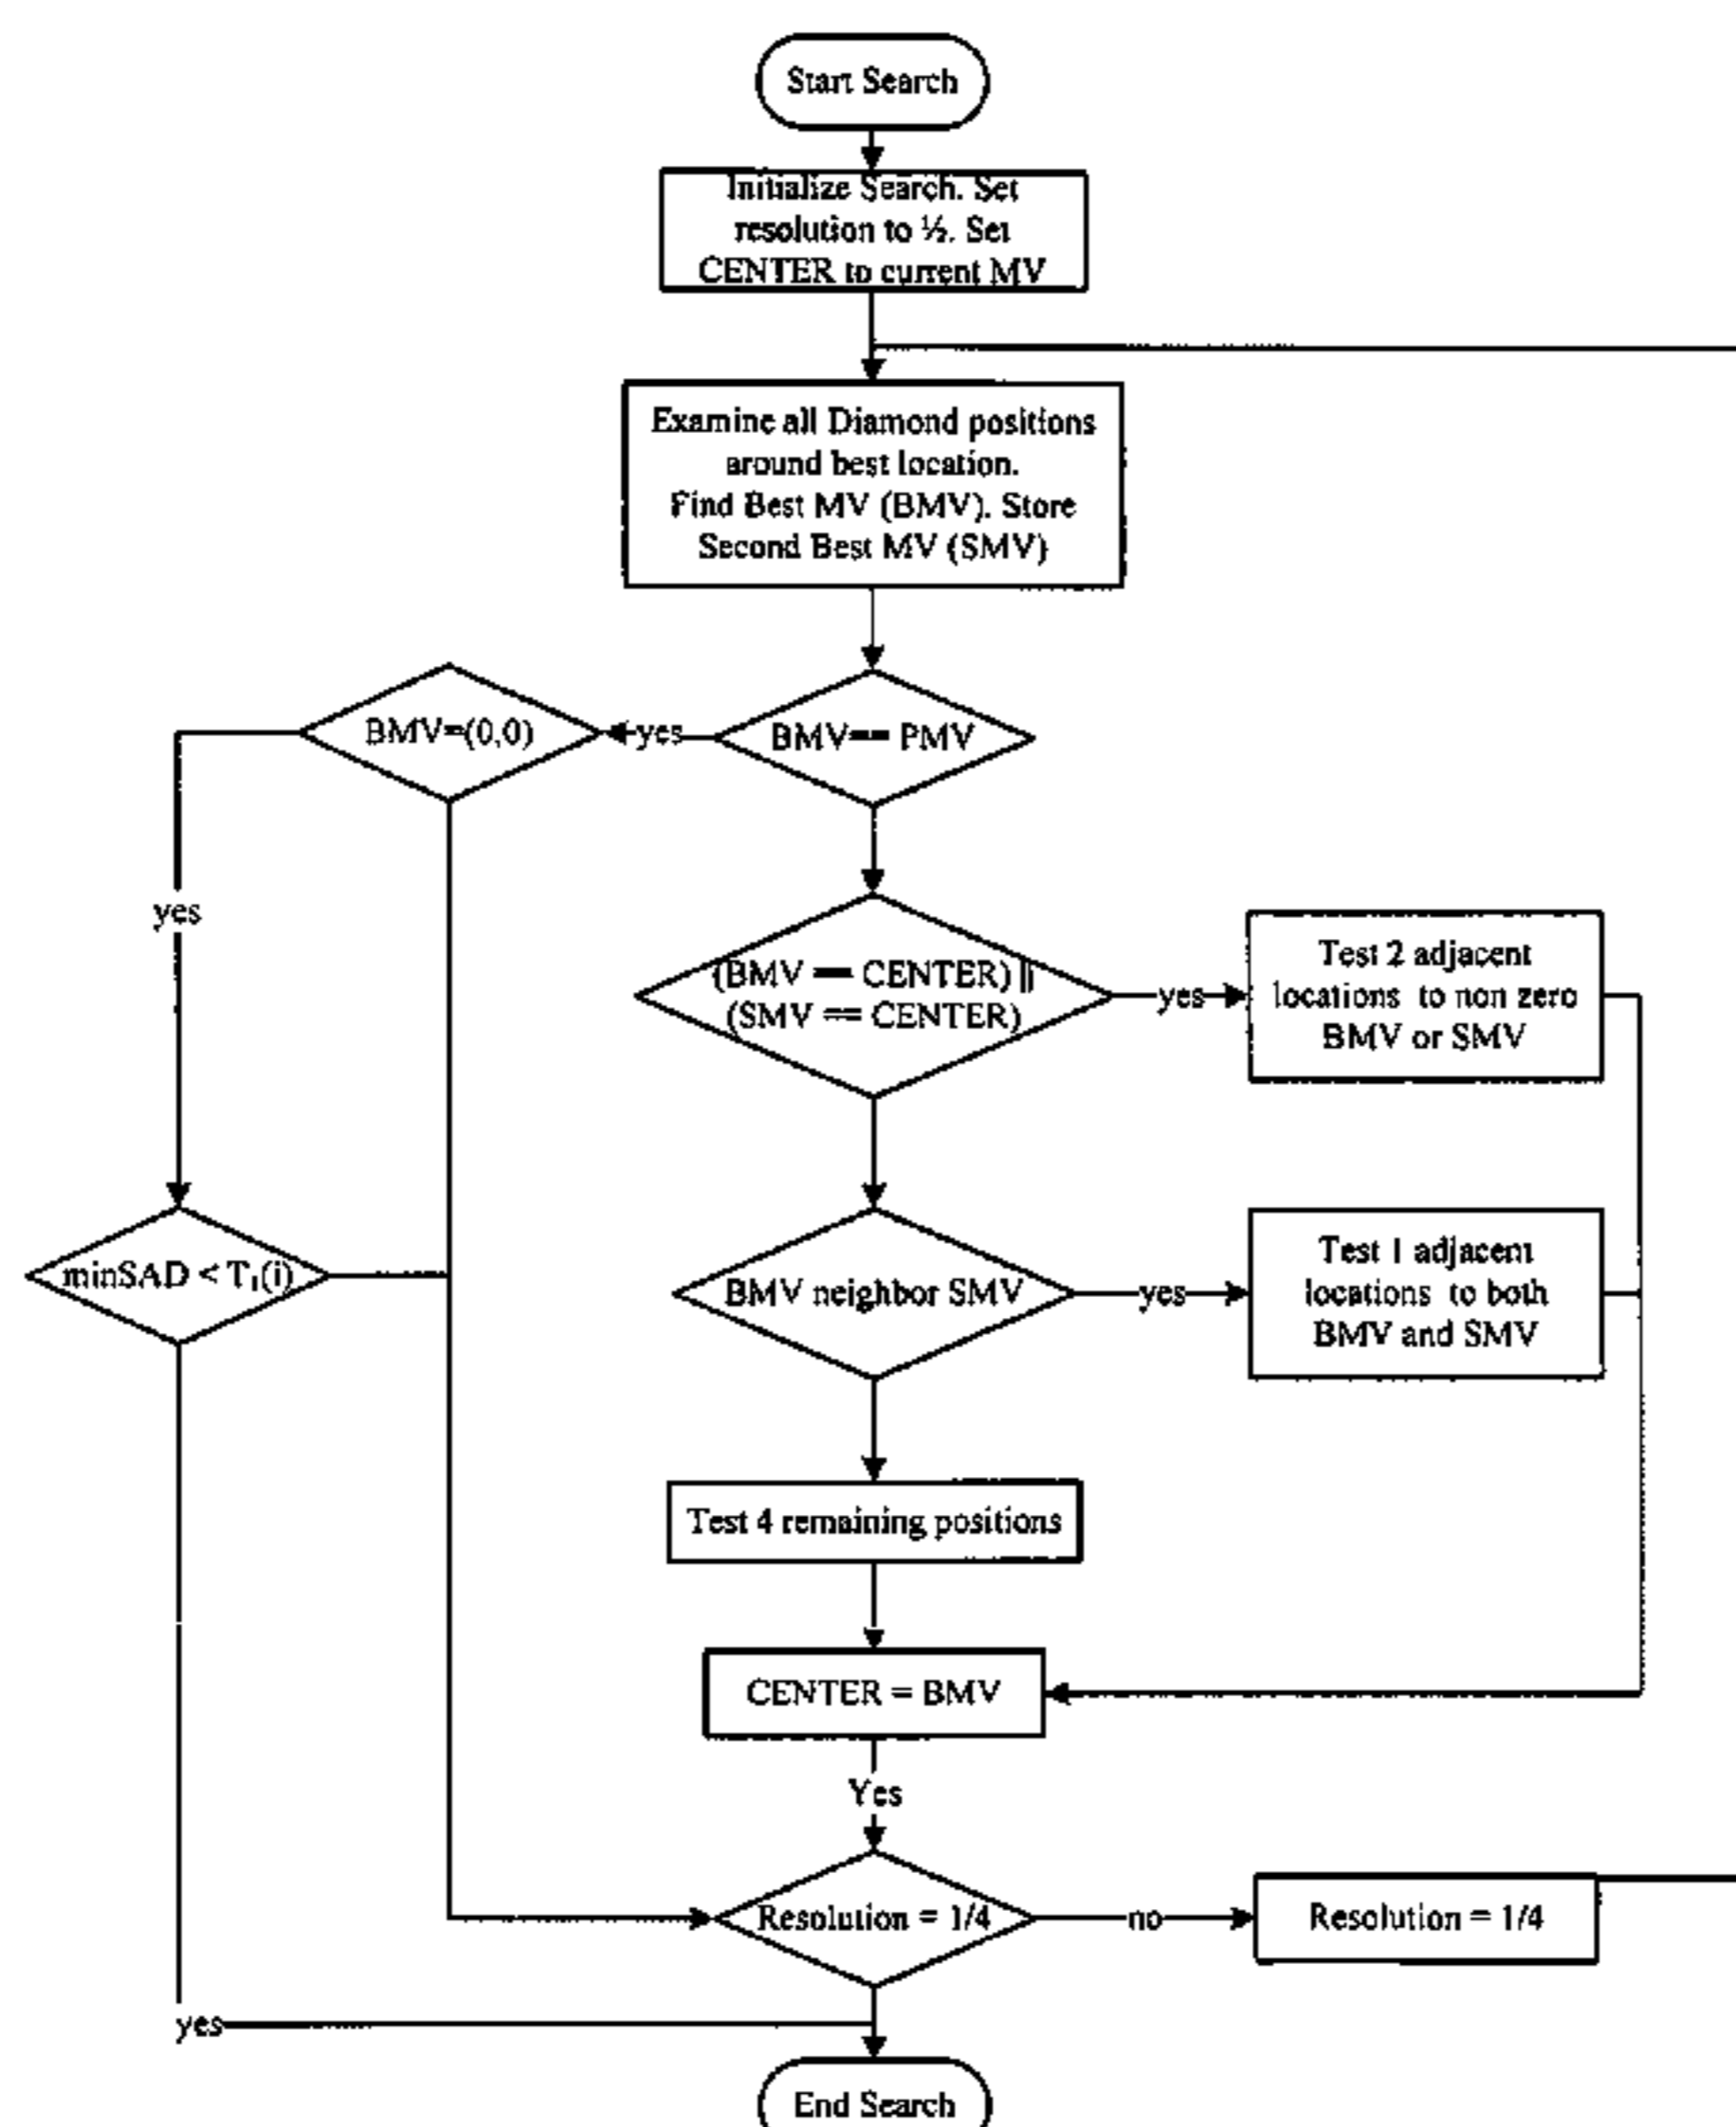 Start Search
Initialize Search. Set
resolution to ½. Set
CENTER to current MV
Examine all Diamond positions
around best location.
Find Best MV (BMV). Store
Second Best MV (SMV)
BMV=(0,0)
yes
BMV== PMV
yes
(BMV == CENTER) ||
(SMV == CENTER)
yes
Test 2 adjacent
locations to non zero
BMV or SMV
minSAD < T₁(i)
BMV neighbor SMV
yes
Test 1 adjacent
locations to both
BMV and SMV
Test 4 remaining positions
CENTER = BMV
Yes
Resolution = 1/4
no
Resolution = 1/4
yes
End Search